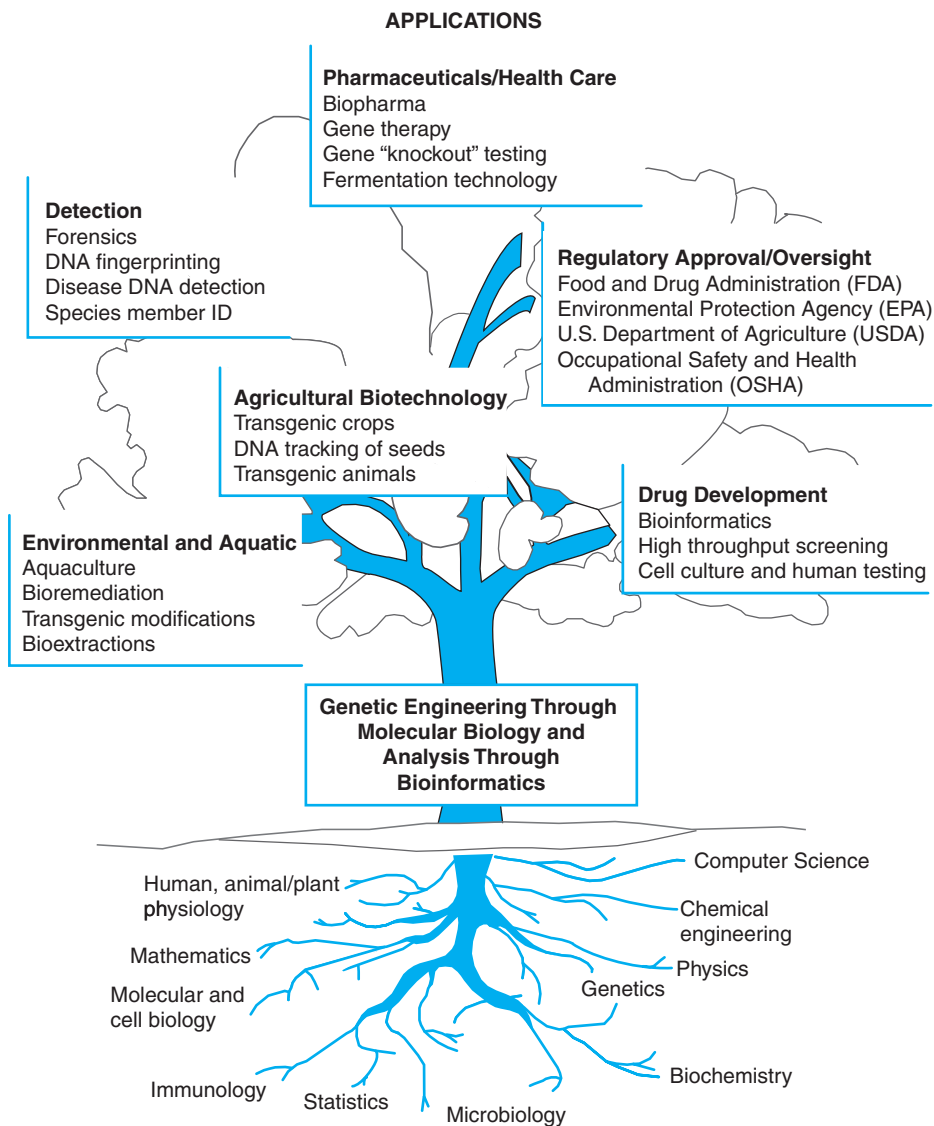 APPLICATIONS
Pharmaceuticals/Health Care
Biopharma
Gene therapy
Gene “knockout” testing
Fermentation technology
Detection
Forensics
DNA fingerprinting
Disease DNA detection
Species member ID
Regulatory Approval/Oversight
Food and Drug Administration (FDA)
Environmental Protection Agency (EPA)
U.S. Department of Agriculture (USDA)
Occupational Safety and Health
Administration (OSHA)
Agricultural Biotechnology
Transgenic crops
DNA tracking of seeds
Transgenic animals
Drug Development
Bioinformatics
High throughput screening
Cell culture and human testing
Environmental and Aquatic
Aquaculture
Bioremediation
Transgenic modifications
Bioextractions
Genetic Engineering Through
Molecular Biology and
Analysis Through
Bioinformatics
Computer Science
Human, animal/plant
physiology
Chemical
engineering
Mathematics
Physics
Genetics
Molecular and
cell biology
Immunology
Statistics
Microbiology
Biochemistry